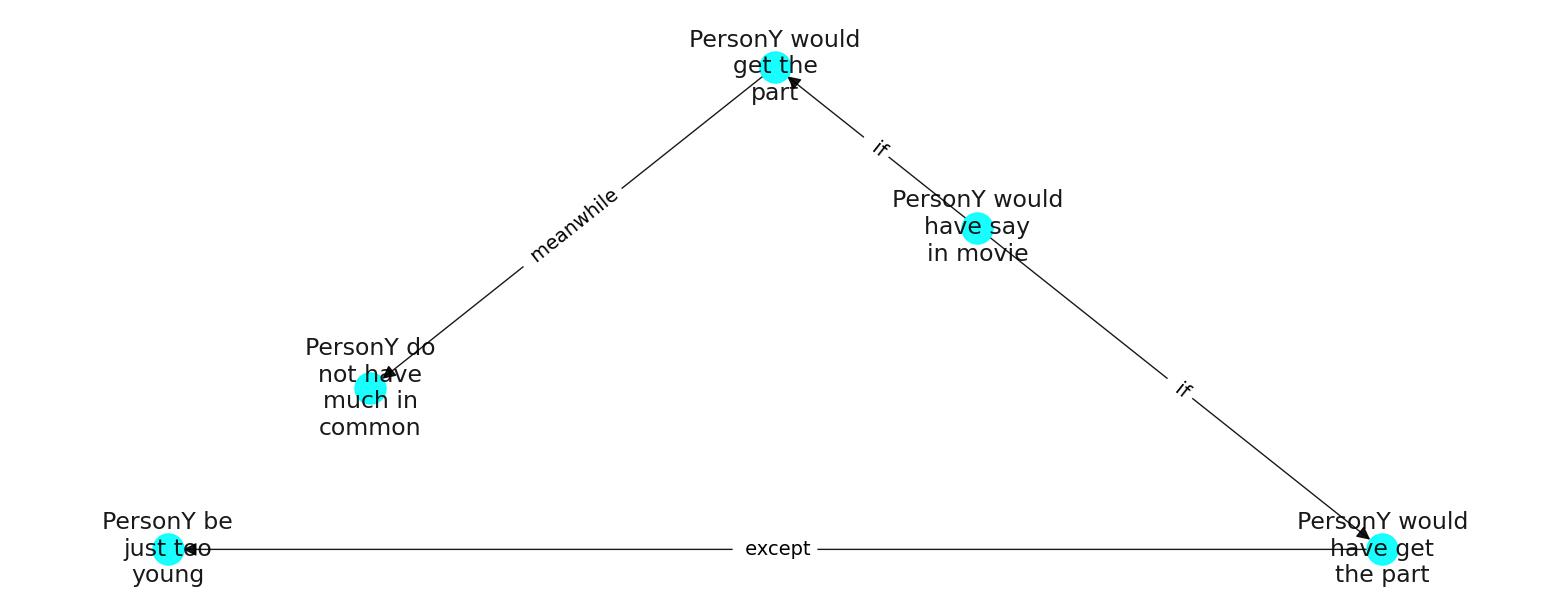 PersonY would
get the
part
if
PersonY would
have say
in movie
meanwhile
PersonY do
not have
much in
common
if
PersonY be
just too
young
except
PersonY would
have get
the part